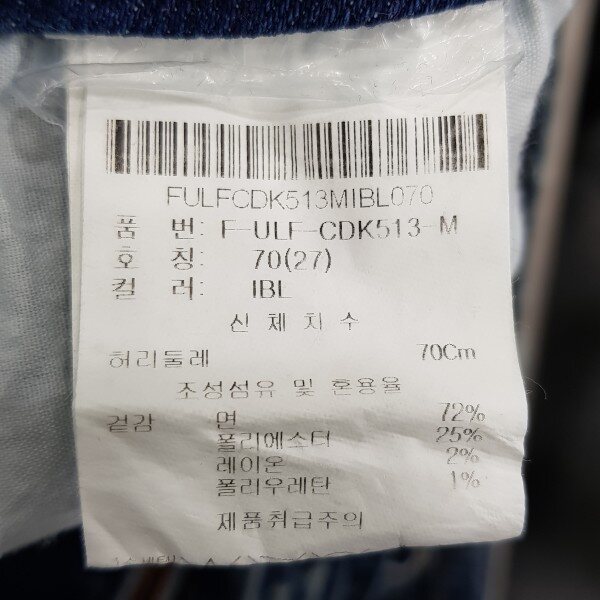 FULFCDK513MIBL070
품 번: F-ULF-CDK513-M
호 칭: 70(27)
컬 러: IBL
신 체 치 수
허리둘레 70Cm
조성섬유 및 혼용율
겉감 면 72%
폴리에스터 25%
레이온 2%
폴리우레탄 1%
제품취급주의